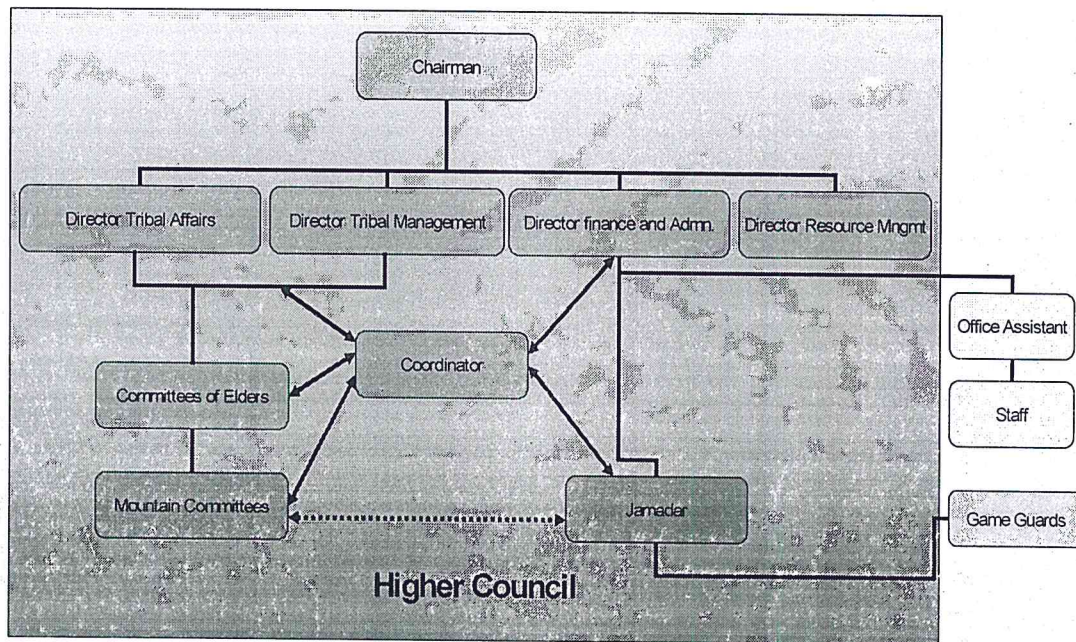 Chairman
Director Tribal Affairs
Director Tribal Management
Director finance and Admn.
Director Resource Mngmt
Office Assistant
Coordinator
Committees of Elders
Staff
Mountain Committees
Jamadar
Game Guards
Higher Council